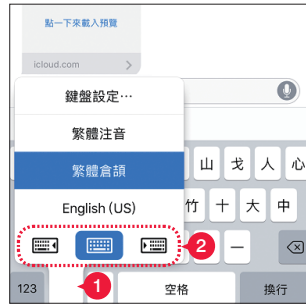 點一下來載入預覽
icloud.com
鍵盤設定…
繁體注音
繁體倉頡
English (US)
山 戈 人 心
竹 十 大 中
一
2
123
1
空格
換行